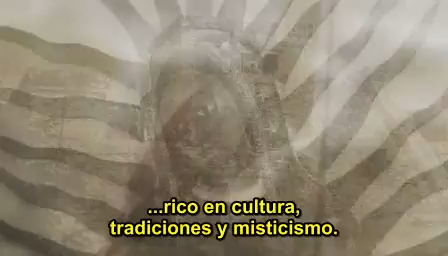 ...rico en cultura,
tradiciones y misticismo.